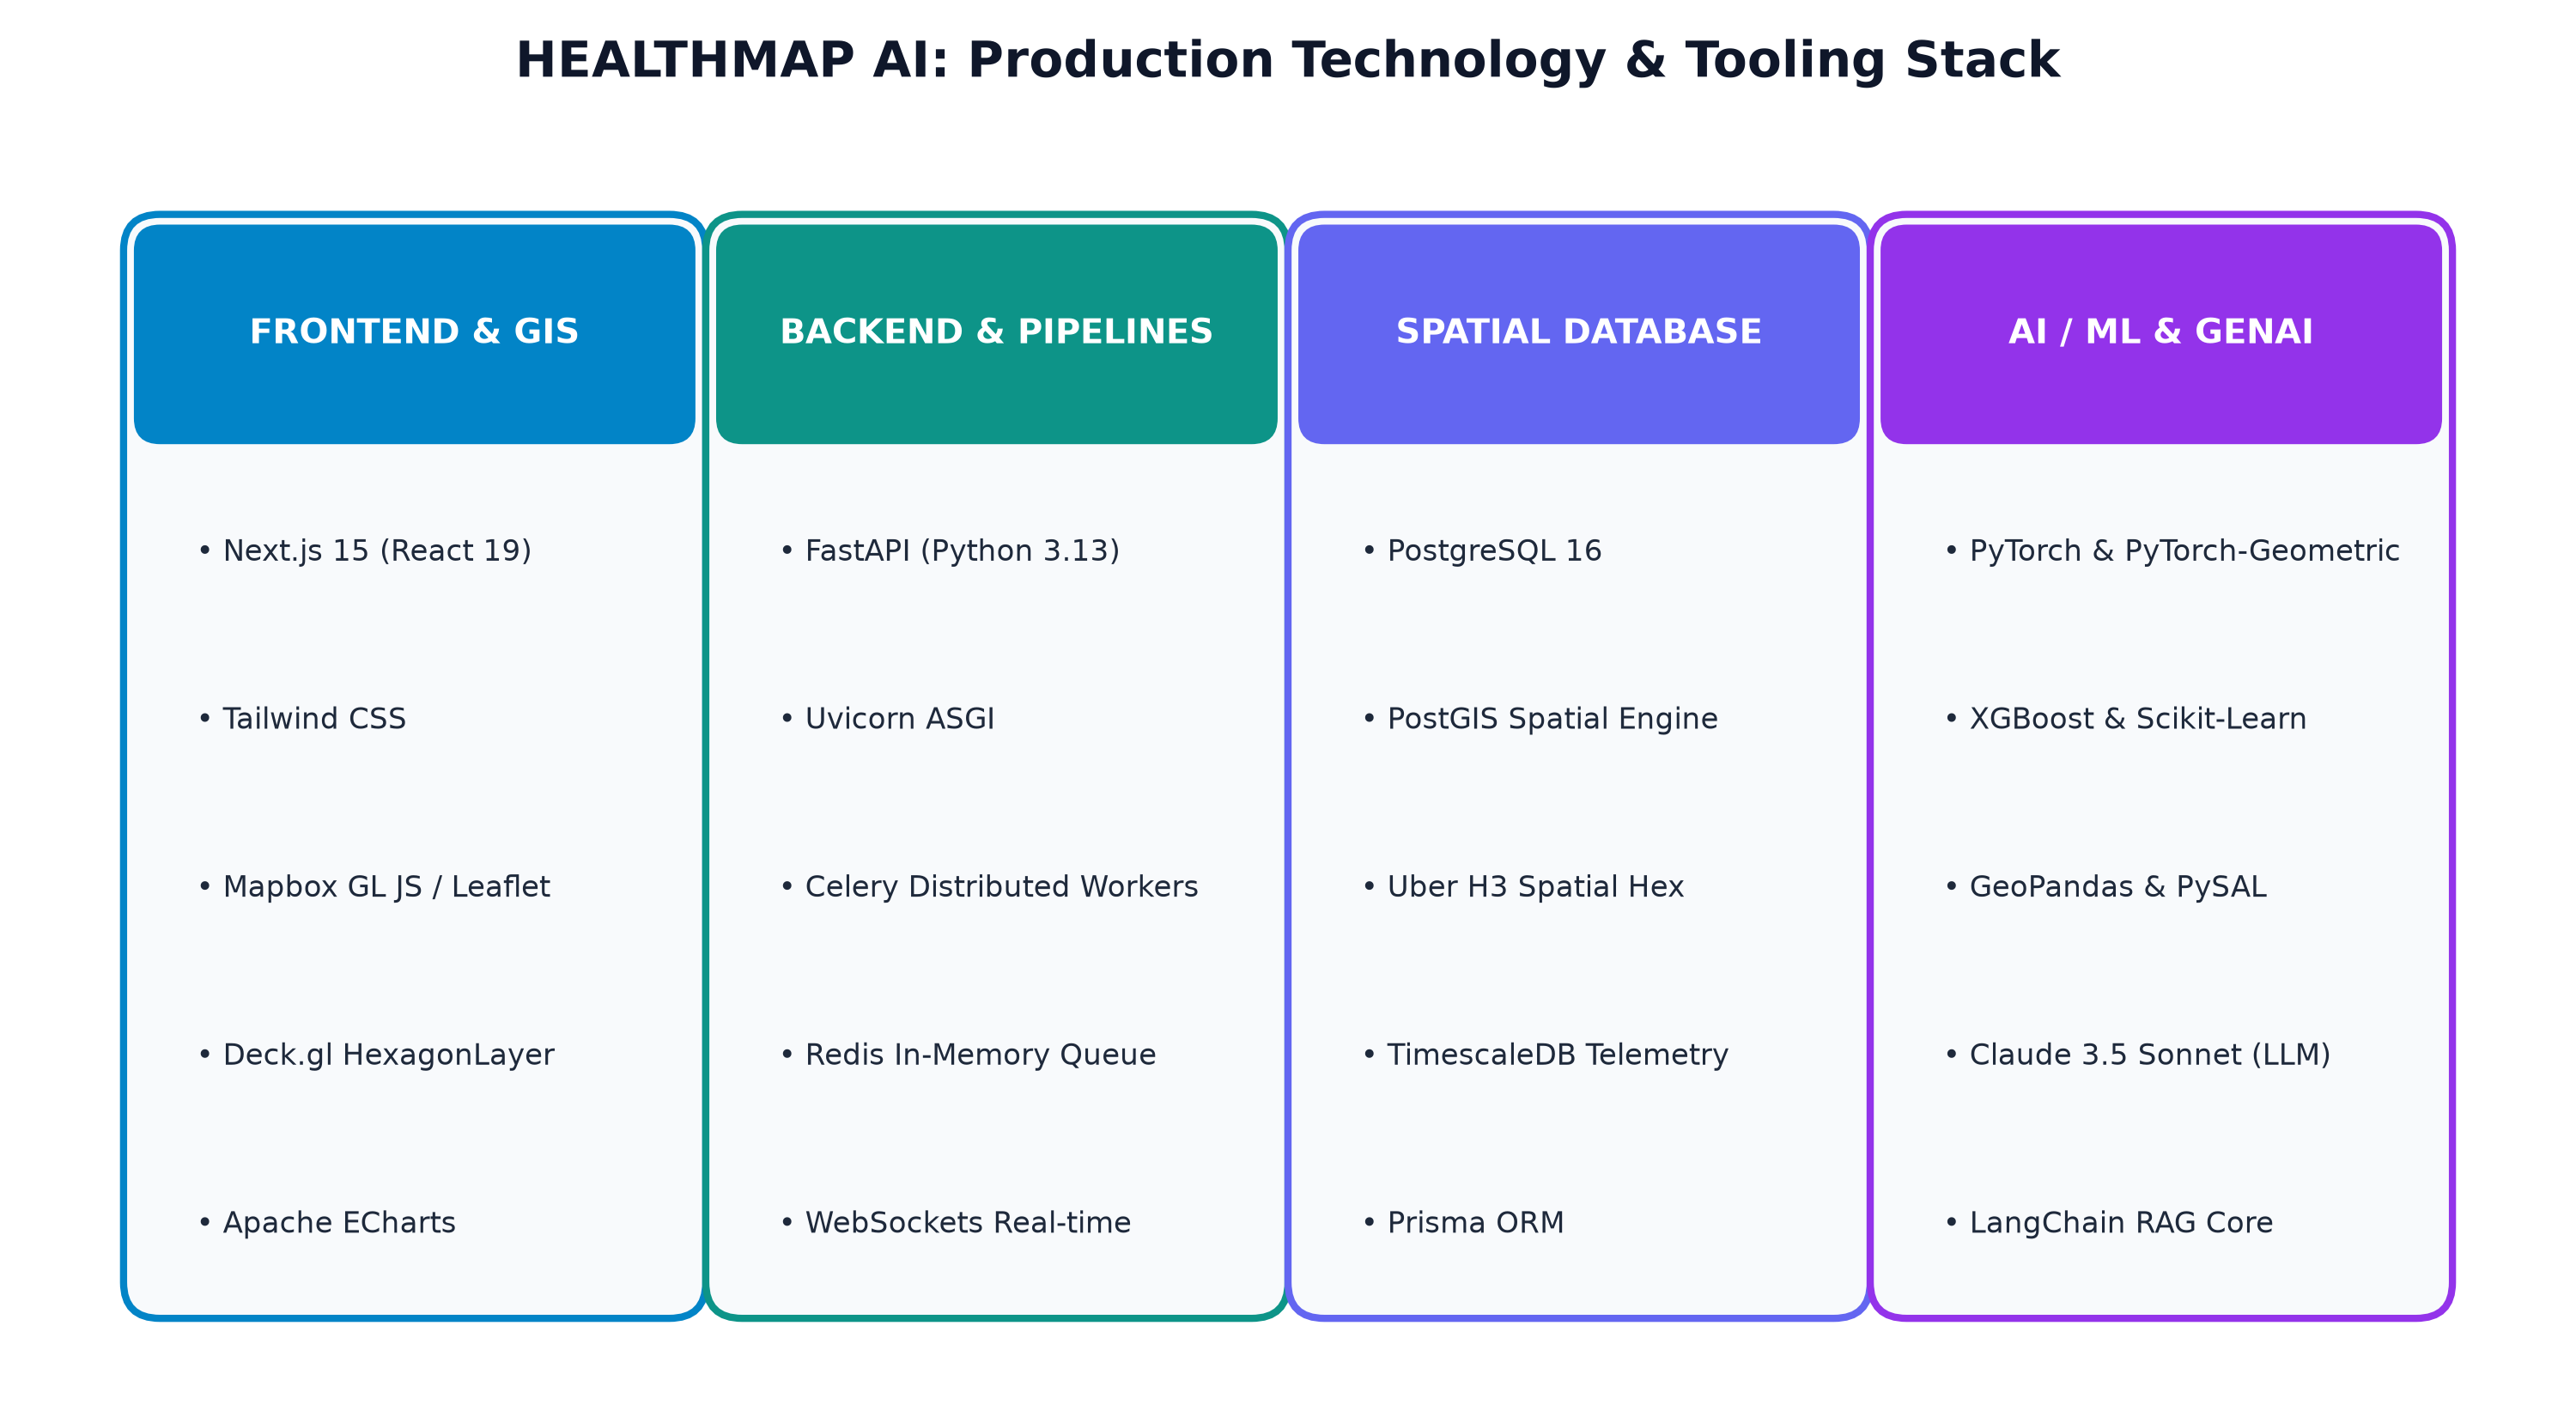 HEALTHMAP AI: Production Technology & Tooling Stack
FRONTEND & GIS
• Next.js 15 (React 19)
• Tailwind CSS
• Mapbox GL JS / Leaflet
• Deck.gl HexagonLayer
• Apache ECharts
BACKEND & PIPELINES
• FastAPI (Python 3.13)
• Uvicorn ASGI
• Celery Distributed Workers
• Redis In-Memory Queue
• WebSockets Real-time
SPATIAL DATABASE
• PostgreSQL 16
• PostGIS Spatial Engine
• Uber H3 Spatial Hex
• TimescaleDB Telemetry
• Prisma ORM
AI / ML & GENAI
• PyTorch & PyTorch-Geometric
• XGBoost & Scikit-Learn
• GeoPandas & PySAL
• Claude 3.5 Sonnet (LLM)
• LangChain RAG Core